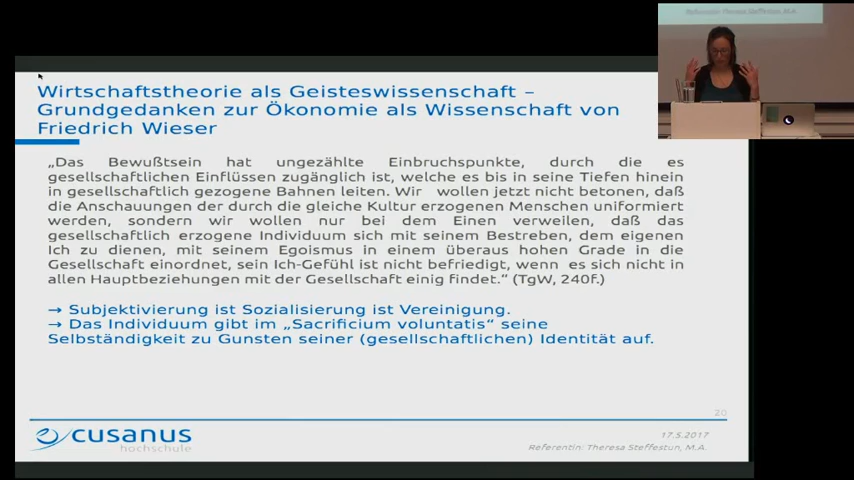 Referentin: Theresa Steffestun, M.A.
Wirtschaftstheorie als Geisteswissenschaft –
Grundgedanken zur Ökonomie als Wissenschaft von
Friedrich Wieser
„Das Bewußtsein hat ungezählte Einbruchspunkte, durch die es
gesellschaftlichen Einflüssen zugänglich ist, welche es bis in seine Tiefen hinein
in gesellschaftlich gezogene Bahnen leiten. Wir wollen jetzt nicht betonen, daß
die Anschauungen der durch die gleiche Kultur erzogenen Menschen uniformiert
werden, sondern wir wollen nur bei dem Einen verweilen, daß das
gesellschaftlich erzogene Individuum sich mit seinem Bestreben, dem eigenen
Ich zu dienen, mit seinem Egoismus in einem überaus hohen Grade in die
Gesellschaft einordnet, sein Ich-Gefühl ist nicht befriedigt, wenn es sich nicht in
allen Hauptbeziehungen mit der Gesellschaft einig findet.“ (TgW, 240f.)
→ Subjektivierung ist Sozialisierung ist Vereinigung.
→ Das Individuum gibt im „Sacrificium voluntatis“ seine
Selbständigkeit zu Gunsten seiner (gesellschaftlichen) Identität auf.
20
cusanus
hochschule
17.5.2017
Referentin: Theresa Steffestun, M.A.